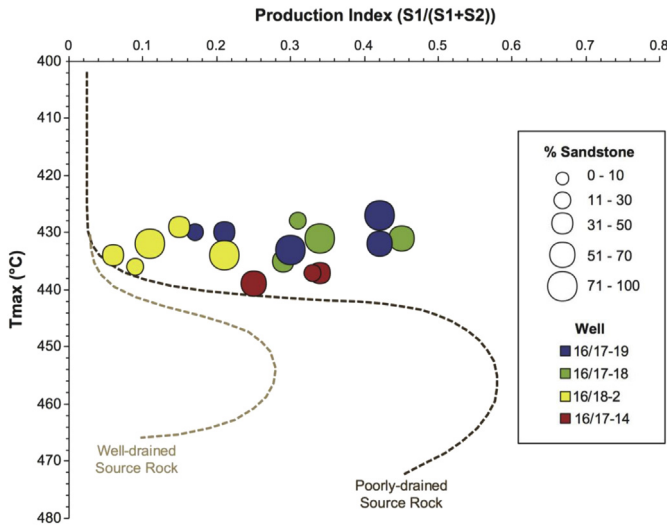 Production Index (S1/(S1+S2))
0 0.1 0.2 0.3 0.4 0.5 0.6 0.7 0.8
400
410
420
430
440
450
460
470
480
Tmax (°C)
% Sandstone
0 - 10
11 - 30
31 - 50
51 - 70
71 - 100
Well
16/17-19
16/17-18
16/18-2
16/17-14
Well-drained
Source Rock
Poorly-drained
Source Rock